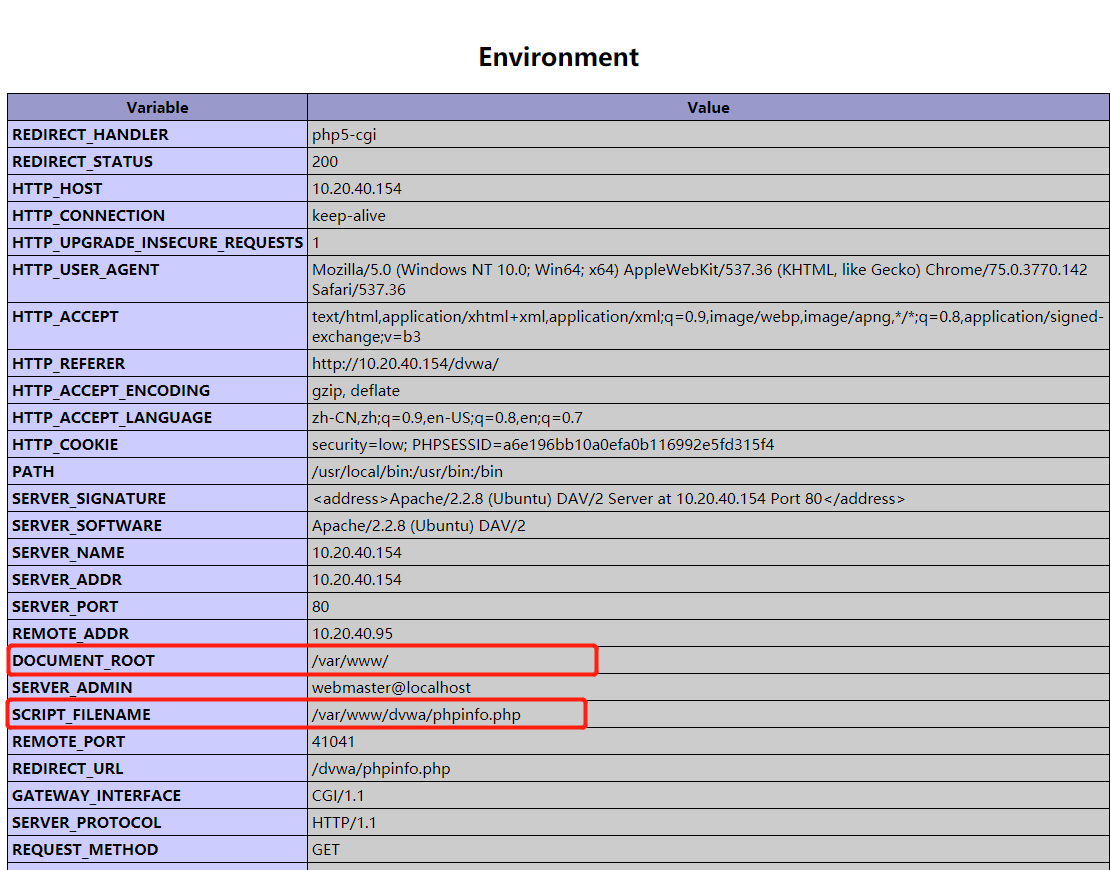 Environment
Variable Value
REDIRECT_HANDLER php5-cgi
REDIRECT_STATUS 200
HTTP_HOST 10.20.40.154
HTTP_CONNECTION keep-alive
HTTP_UPGRADE_INSECURE_REQUESTS 1
HTTP_USER_AGENT Mozilla/5.0 (Windows NT 10.0; Win64; x64) AppleWebKit/537.36 (KHTML, like Gecko) Chrome/75.0.3770.142
Safari/537.36
HTTP_ACCEPT text/html,application/xhtml+xml,application/xml;q=0.9,image/webp,image/apng,*/*;q=0.8,application/signed-
exchange;v=b3
HTTP_REFERER http://10.20.40.154/dvwa/
HTTP_ACCEPT_ENCODING gzip, deflate
HTTP_ACCEPT_LANGUAGE zh-CN,zh;q=0.9,en-US;q=0.8,en;q=0.7
HTTP_COOKIE security=low; PHPSESSID=a6e196bb10a0efa0b116992e5fd315f4
PATH /usr/local/bin:/usr/bin:/bin
SERVER_SIGNATURE <address>Apache/2.2.8 (Ubuntu) DAV/2 Server at 10.20.40.154 Port 80</address>
SERVER_SOFTWARE Apache/2.2.8 (Ubuntu) DAV/2
SERVER_NAME 10.20.40.154
SERVER_ADDR 10.20.40.154
SERVER_PORT 80
REMOTE_ADDR 10.20.40.95
DOCUMENT_ROOT /var/www/
SERVER_ADMIN webmaster@localhost
SCRIPT_FILENAME /var/www/dvwa/phpinfo.php
REMOTE_PORT 41041
REDIRECT_URL /dvwa/phpinfo.php
GATEWAY_INTERFACE CGI/1.1
SERVER_PROTOCOL HTTP/1.1
REQUEST_METHOD GET